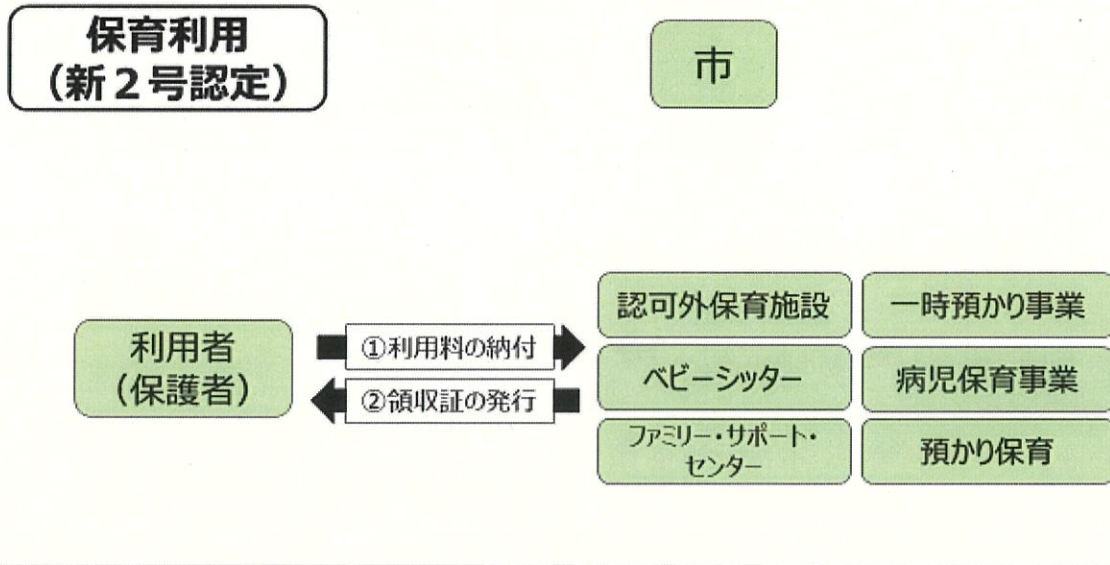 保育利用
（新２号認定）
市
利用者
（保護者）
①利用料の納付
②領収証の発行
認可外保育施設
一時預かり事業
ベビーシッター
病児保育事業
ファミリー・サポート・
センター
預かり保育